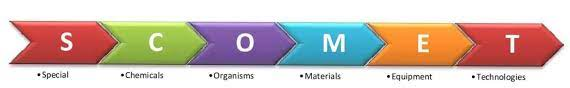 S C O M E T
•Special •Chemicals •Organisms •Materials •Equipment •Technologies